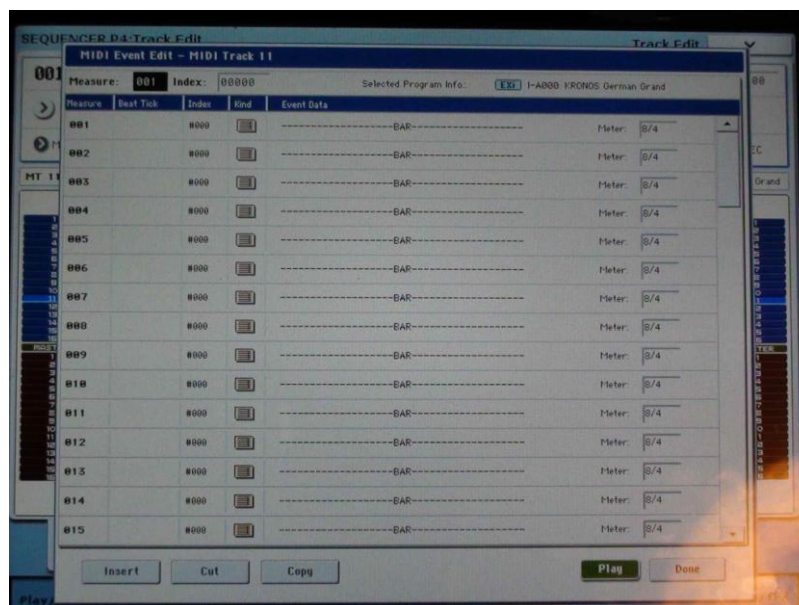 SEQUENCER P4:Track Edit
Track Edit
MIDI Event Edit - MIDI Track 11
001
Measure: 001 Index: 00000 Selected Program Info: EXi I-A000 KRONOS German Grand
Measure Beat Tick Index Kind Event Data
001 #000 ----------------------BAR---------------------- Meter: 8/4
002 #000 ----------------------BAR---------------------- Meter: 8/4
MT 11
Grand
003 #000 ----------------------BAR---------------------- Meter: 8/4
004 #000 ----------------------BAR---------------------- Meter: 8/4
005 #000 ----------------------BAR---------------------- Meter: 8/4
006 #000 ----------------------BAR---------------------- Meter: 8/4
007 #000 ----------------------BAR---------------------- Meter: 8/4
008 #000 ----------------------BAR---------------------- Meter: 8/4
009 #000 ----------------------BAR---------------------- Meter: 8/4
010 #000 ----------------------BAR---------------------- Meter: 8/4
011 #000 ----------------------BAR---------------------- Meter: 8/4
012 #000 ----------------------BAR---------------------- Meter: 8/4
013 #000 ----------------------BAR---------------------- Meter: 8/4
014 #000 ----------------------BAR---------------------- Meter: 8/4
015 #000 ----------------------BAR---------------------- Meter: 8/4
Insert Cut Copy Play Done